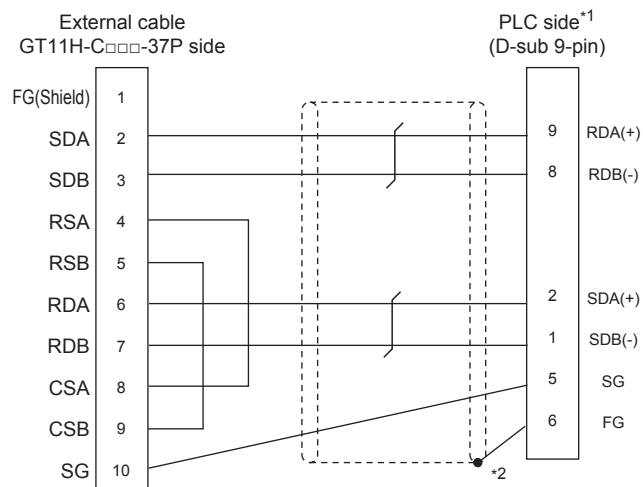 External cable
GT11H-C□□□-37P side
PLC side*1
(D-sub 9-pin)
FG(Shield) 1
SDA 2 9 RDA(+)
SDB 3 8 RDB(-)
RSA 4
RSB 5
RDA 6 2 SDA(+)
RDB 7 1 SDB(-)
CSA 8 5 SG
CSB 9 6 FG
SG 10 *2